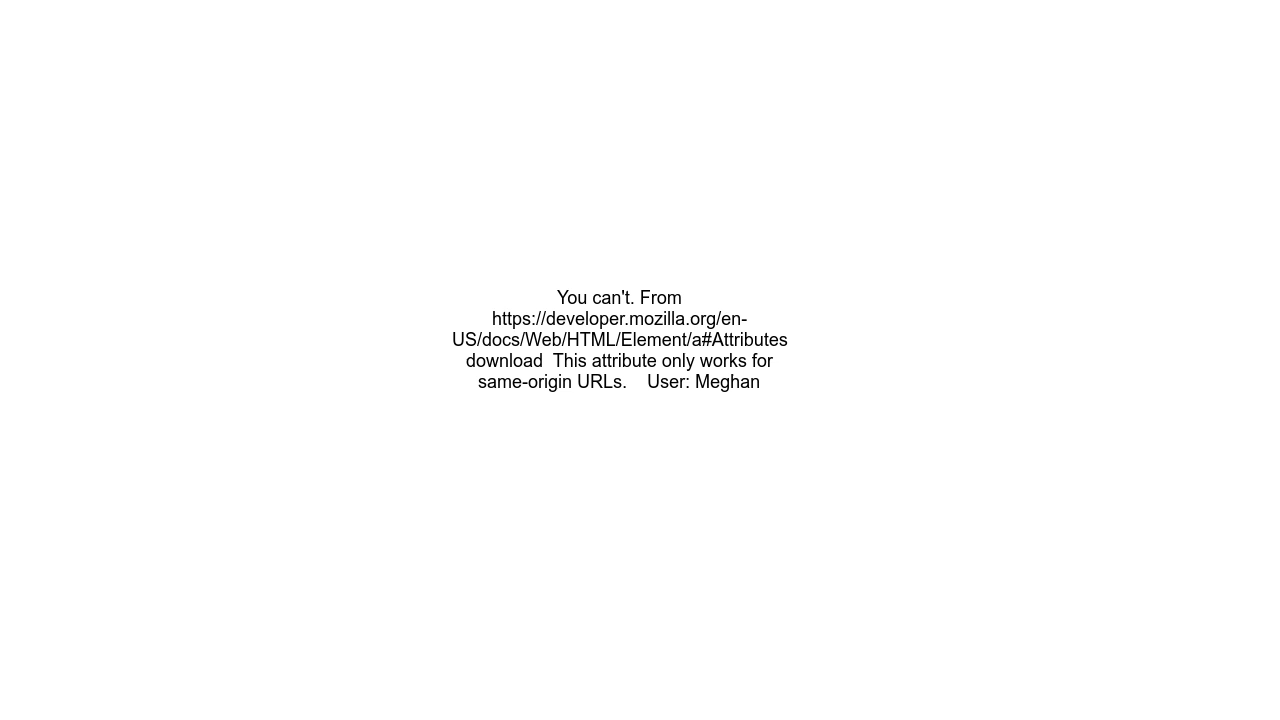 You can't. From
https://developer.mozilla.org/en-
US/docs/Web/HTML/Element/a#Attributes
download  This attribute only works for
same-origin URLs.    User: Meghan